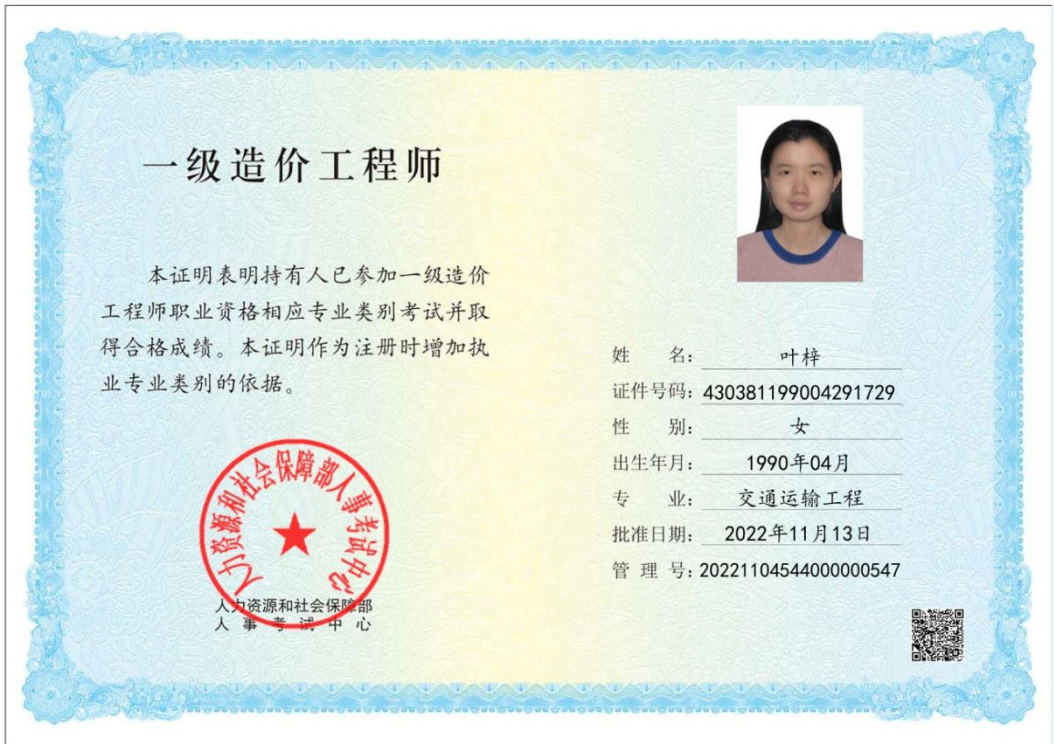 一级造价工程师
本证明表明持有人已参加一级造价
工程师职业资格相应专业类别考试并取
得合格成绩。本证明作为注册时增加执
业专业类别的依据。
人力资源和社会保障部人事考试中心
人力资源和社会保障部
人事考试中心
姓 名: 叶梓
证件号码: 430381199004291729
性 别: 女
出生年月: 1990年04月
专 业: 交通运输工程
批准日期: 2022年11月13日
管 理 号: 20221104544000000547